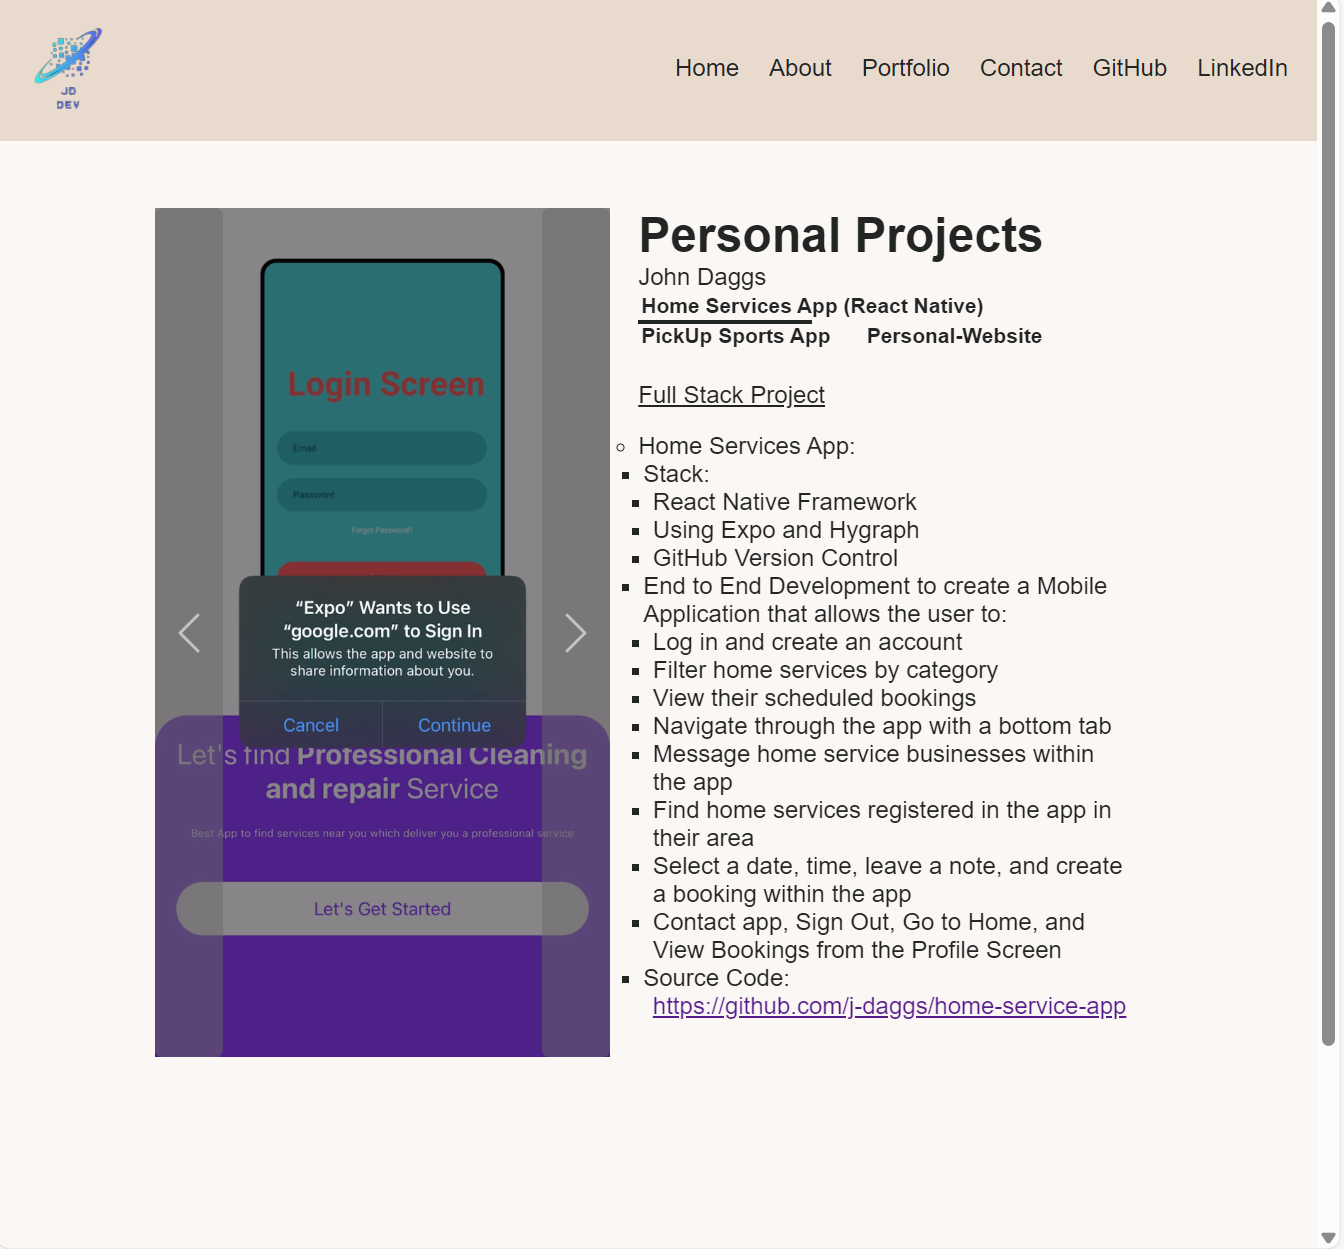 JD
DEV
Home About Portfolio Contact GitHub LinkedIn
Login Screen
Email
Password
Forgot Password?
“Expo” Wants to Use
“google.com” to Sign In
This allows the app and website to
share information about you.
Cancel Continue
Let's find Professional Cleaning
and repair Service
Best App to find services near you which deliver you a professional service
Let's Get Started
Personal Projects
John Daggs
Home Services App (React Native)
PickUp Sports App Personal-Website
Full Stack Project
Home Services App:
Stack:
React Native Framework
Using Expo and Hygraph
GitHub Version Control
End to End Development to create a Mobile
Application that allows the user to:
Log in and create an account
Filter home services by category
View their scheduled bookings
Navigate through the app with a bottom tab
Message home service businesses within
the app
Find home services registered in the app in
their area
Select a date, time, leave a note, and create
a booking within the app
Contact app, Sign Out, Go to Home, and
View Bookings from the Profile Screen
Source Code:
https://github.com/j-daggs/home-service-app